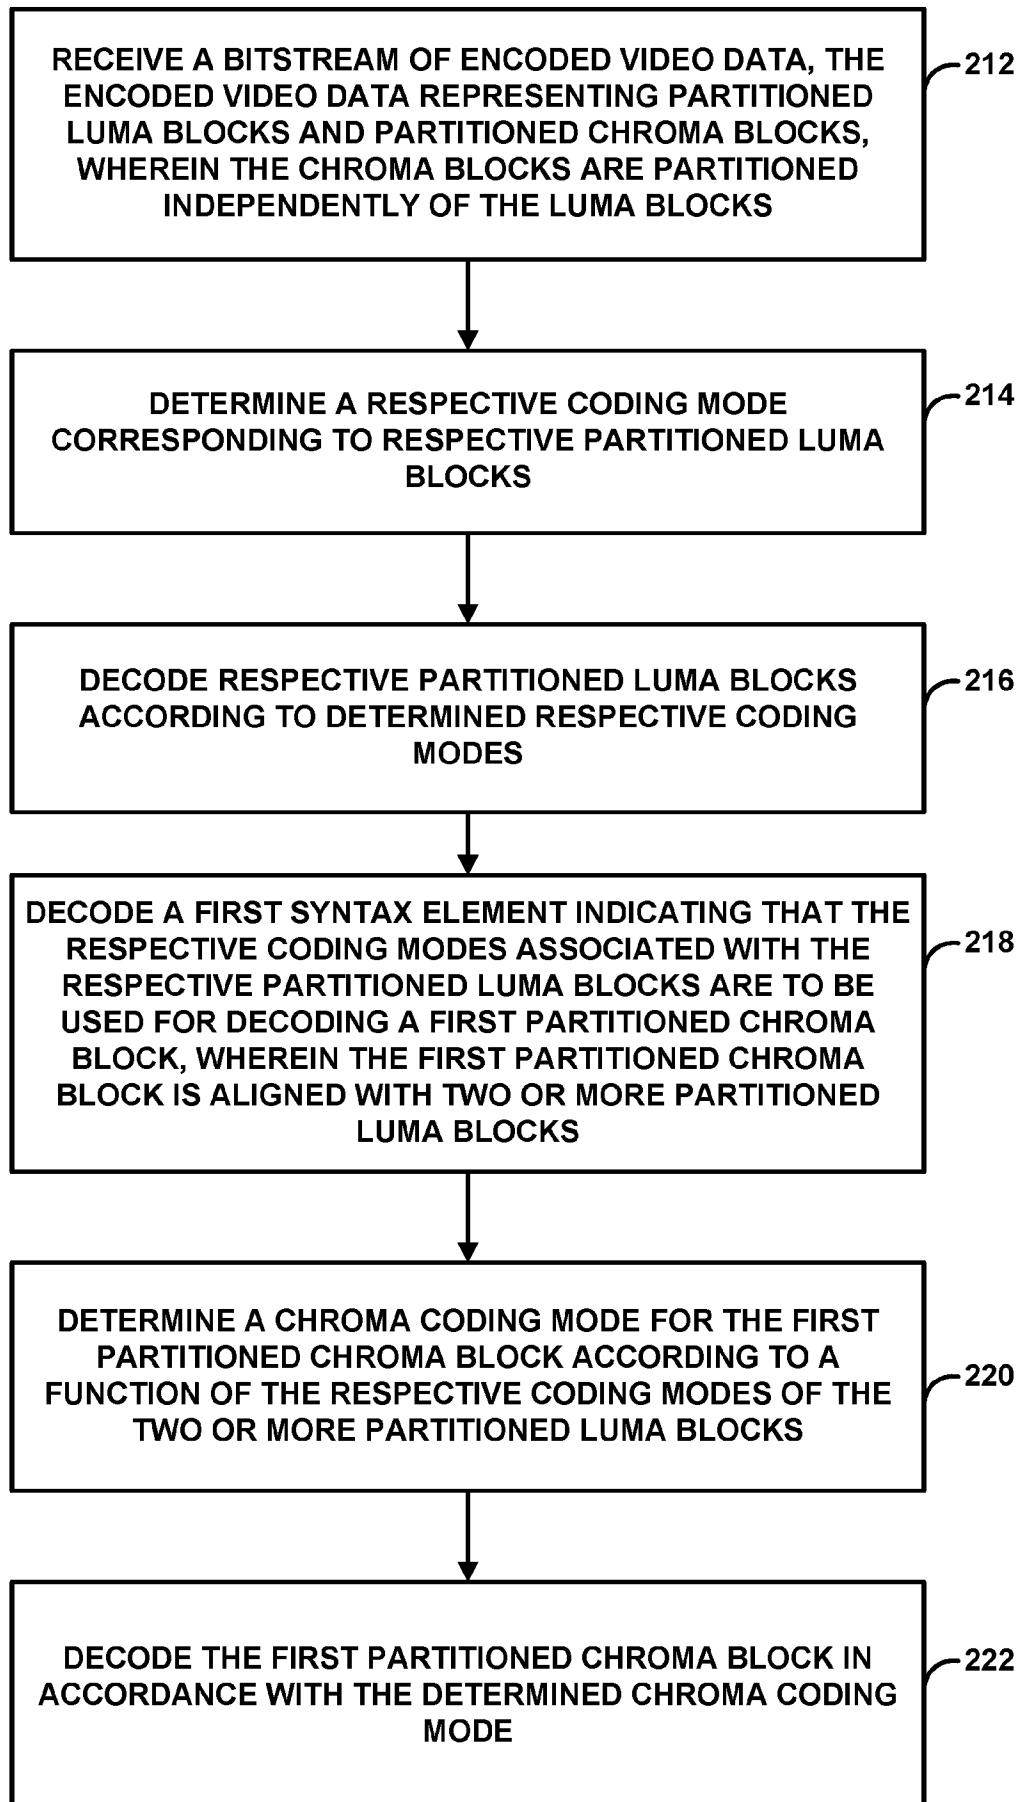 RECEIVE A BITSTREAM OF ENCODED VIDEO DATA, THE
ENCODED VIDEO DATA REPRESENTING PARTITIONED
LUMA BLOCKS AND PARTITIONED CHROMA BLOCKS,
WHEREIN THE CHROMA BLOCKS ARE PARTITIONED
INDEPENDENTLY OF THE LUMA BLOCKS
212
DETERMINE A RESPECTIVE CODING MODE
CORRESPONDING TO RESPECTIVE PARTITIONED LUMA
BLOCKS
214
DECODE RESPECTIVE PARTITIONED LUMA BLOCKS
ACCORDING TO DETERMINED RESPECTIVE CODING
MODES
216
DECODE A FIRST SYNTAX ELEMENT INDICATING THAT THE
RESPECTIVE CODING MODES ASSOCIATED WITH THE
RESPECTIVE PARTITIONED LUMA BLOCKS ARE TO BE
USED FOR DECODING A FIRST PARTITIONED CHROMA
BLOCK, WHEREIN THE FIRST PARTITIONED CHROMA
BLOCK IS ALIGNED WITH TWO OR MORE PARTITIONED
LUMA BLOCKS
218
DETERMINE A CHROMA CODING MODE FOR THE FIRST
PARTITIONED CHROMA BLOCK ACCORDING TO A
FUNCTION OF THE RESPECTIVE CODING MODES OF THE
TWO OR MORE PARTITIONED LUMA BLOCKS
220
DECODE THE FIRST PARTITIONED CHROMA BLOCK IN
ACCORDANCE WITH THE DETERMINED CHROMA CODING
MODE
222